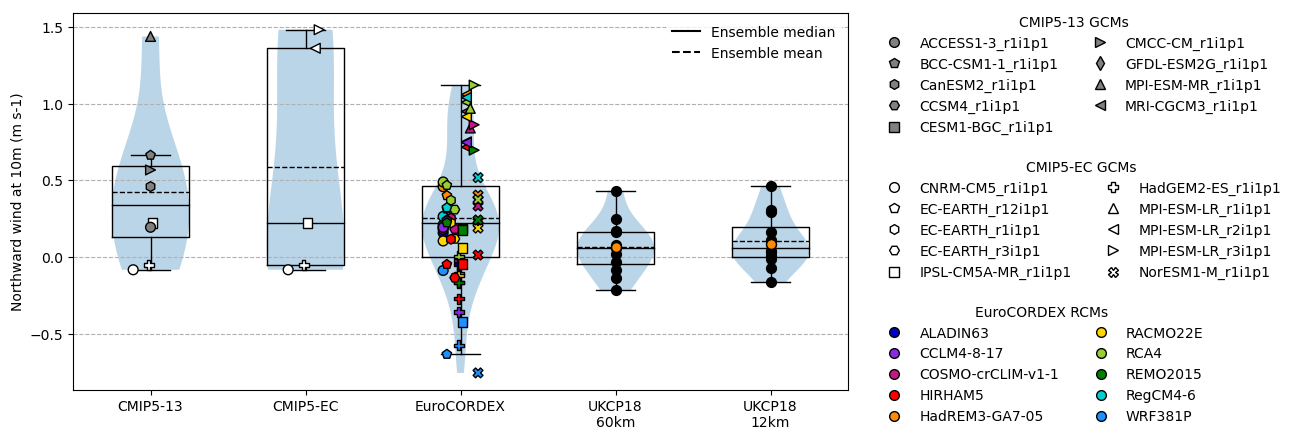 Northward wind at 10m (m s-1)
1.5
1.0
0.5
0.0
−0.5
Ensemble median
Ensemble mean
CMIP5-13
CMIP5-EC
EuroCORDEX
UKCP18
60km
UKCP18
12km
CMIP5-13 GCMs
ACCESS1-3_r1i1p1
BCC-CSM1-1_r1i1p1
CanESM2_r1i1p1
CCSM4_r1i1p1
CESM1-BGC_r1i1p1
CMCC-CM_r1i1p1
GFDL-ESM2G_r1i1p1
MPI-ESM-MR_r1i1p1
MRI-CGCM3_r1i1p1
CMIP5-EC GCMs
CNRM-CM5_r1i1p1
EC-EARTH_r12i1p1
EC-EARTH_r1i1p1
EC-EARTH_r3i1p1
IPSL-CM5A-MR_r1i1p1
HadGEM2-ES_r1i1p1
MPI-ESM-LR_r1i1p1
MPI-ESM-LR_r2i1p1
MPI-ESM-LR_r3i1p1
NorESM1-M_r1i1p1
EuroCORDEX RCMs
ALADIN63
CCLM4-8-17
COSMO-crCLIM-v1-1
HIRHAM5
HadREM3-GA7-05
RACMO22E
RCA4
REMO2015
RegCM4-6
WRF381P